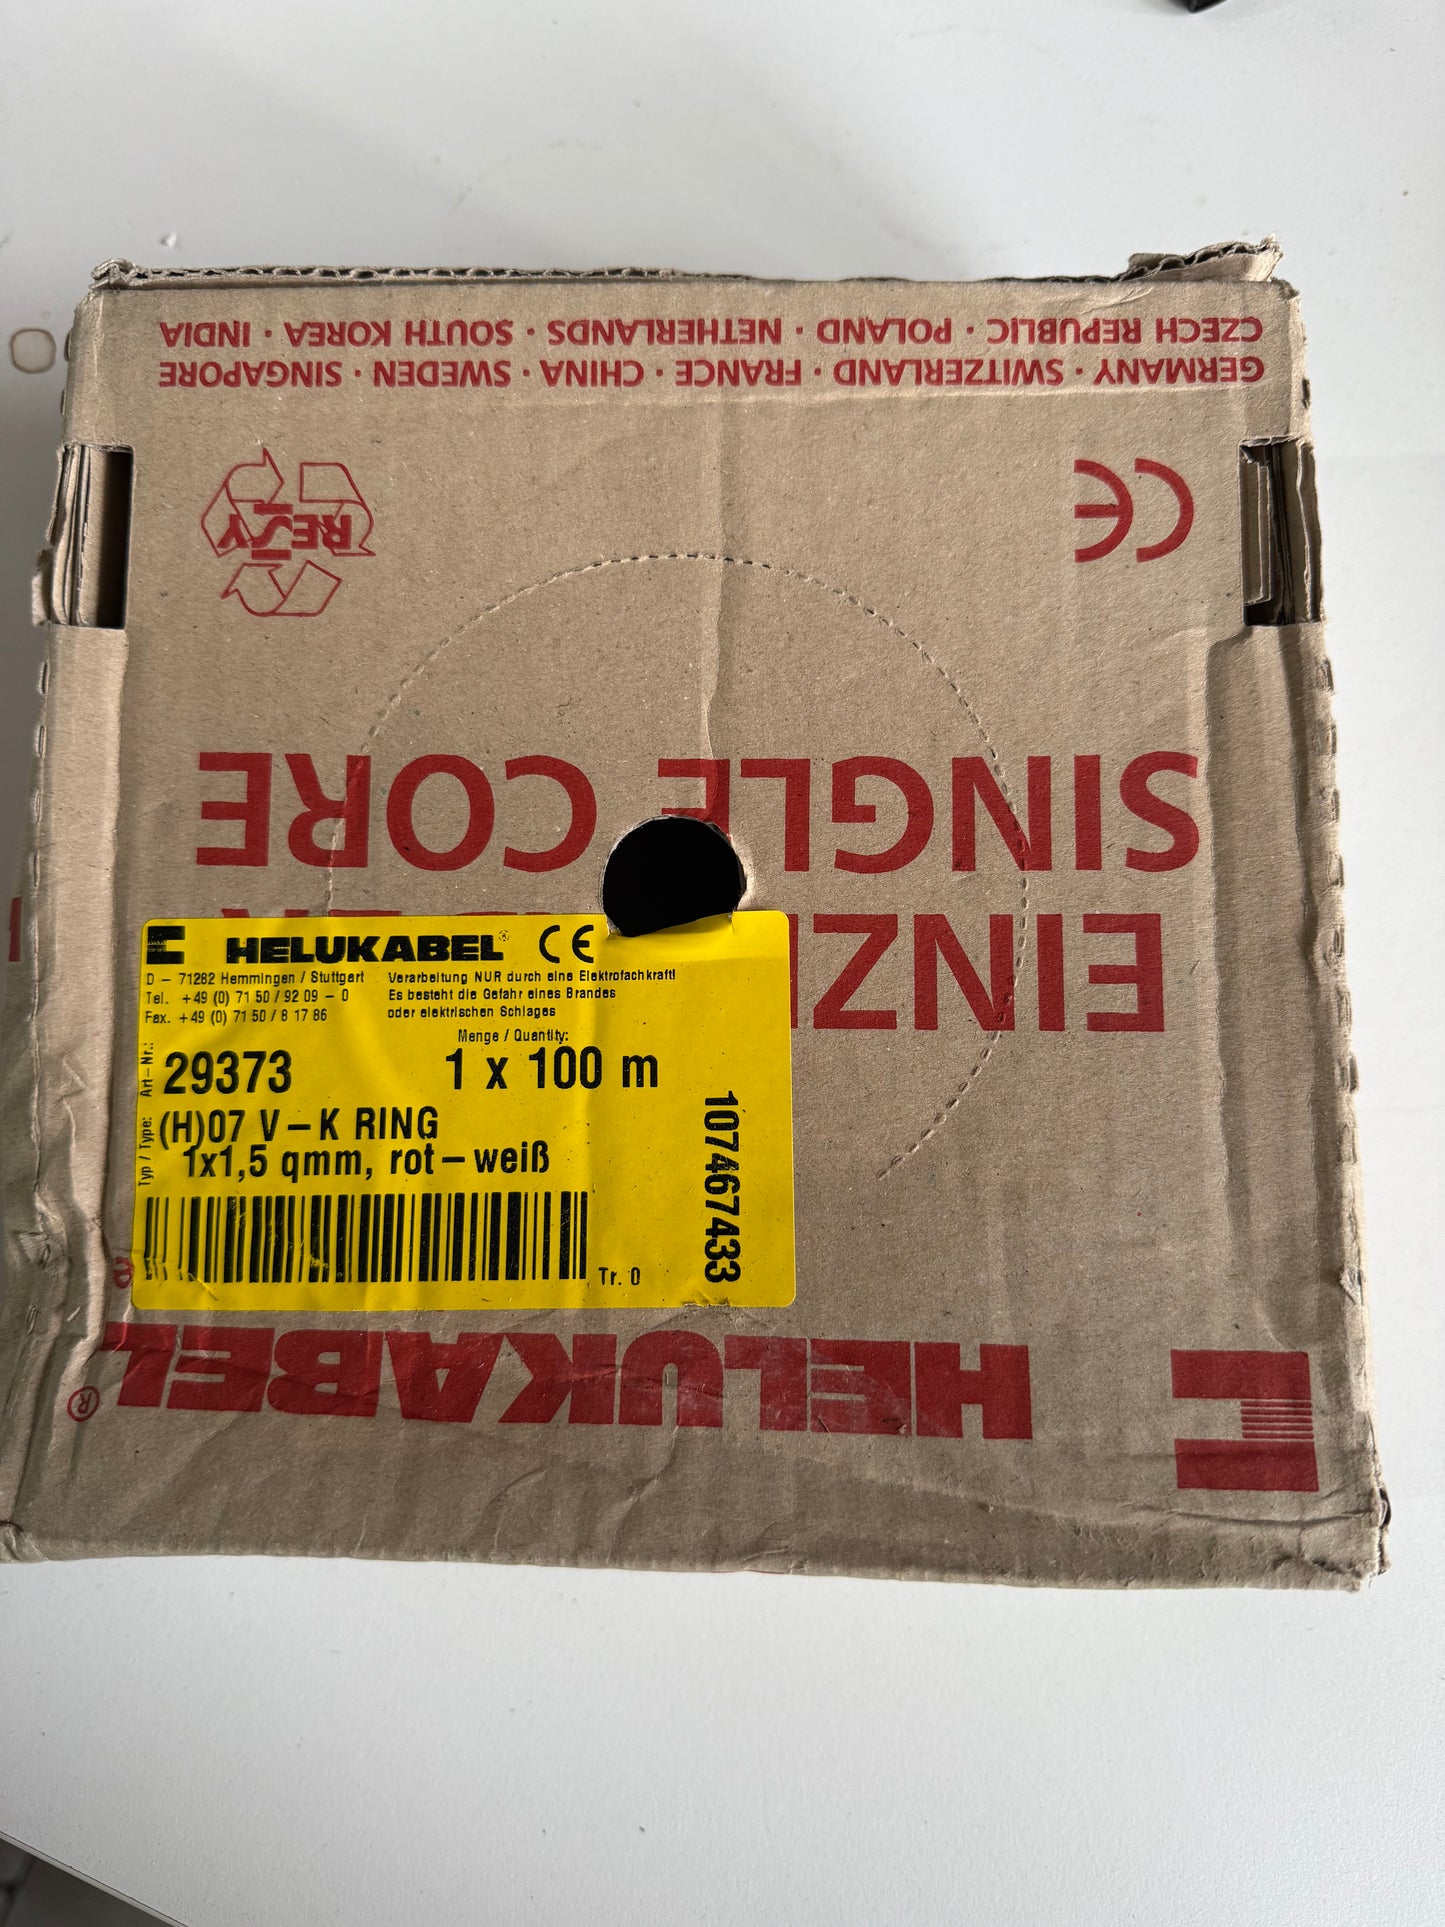 GERMANY · SWITZERLAND · FRANCE · CHINA · SWEDEN · SINGAPORE
CZECH REPUBLIC · POLAND · NETHERLANDS · SOUTH KOREA · INDIA
CE
RESY
SINGLE CORE
HELUKABEL® CE
D - 71282 Hemmingen / Stuttgart
Tel. +49 (0) 71 50 / 92 09 - 0
Fax. +49 (0) 71 50 / 8 17 86
Verarbeitung NUR durch eine Elektrofachkraft!
Es besteht die Gefahr eines Brandes
oder elektrischen Schlages
Art-Nr.:
29373
Menge / Quantity:
1 x 100 m
Typ / Type:
(H)07 V-K RING
1x1,5 qmm, rot-weiß
Tr. 0
107467433
HELUKABEL®